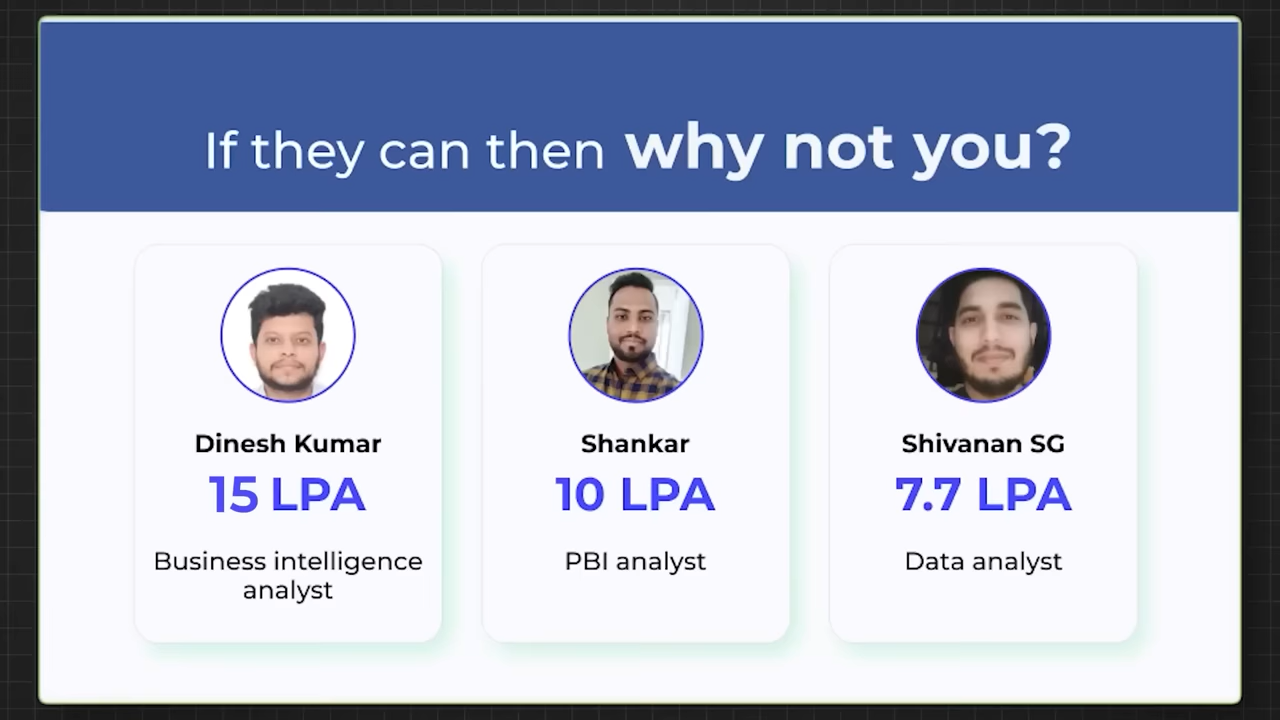 If they can then why not you?
Dinesh Kumar
15 LPA
Business intelligence
analyst
Shankar
10 LPA
PBI analyst
Shivanan SG
7.7 LPA
Data analyst